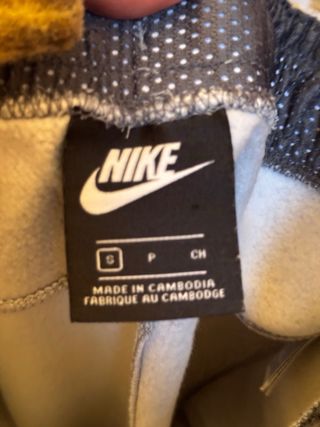 NIKE
S P CH
MADE IN CAMBODIA
FABRIQUE AU CAMBODGE